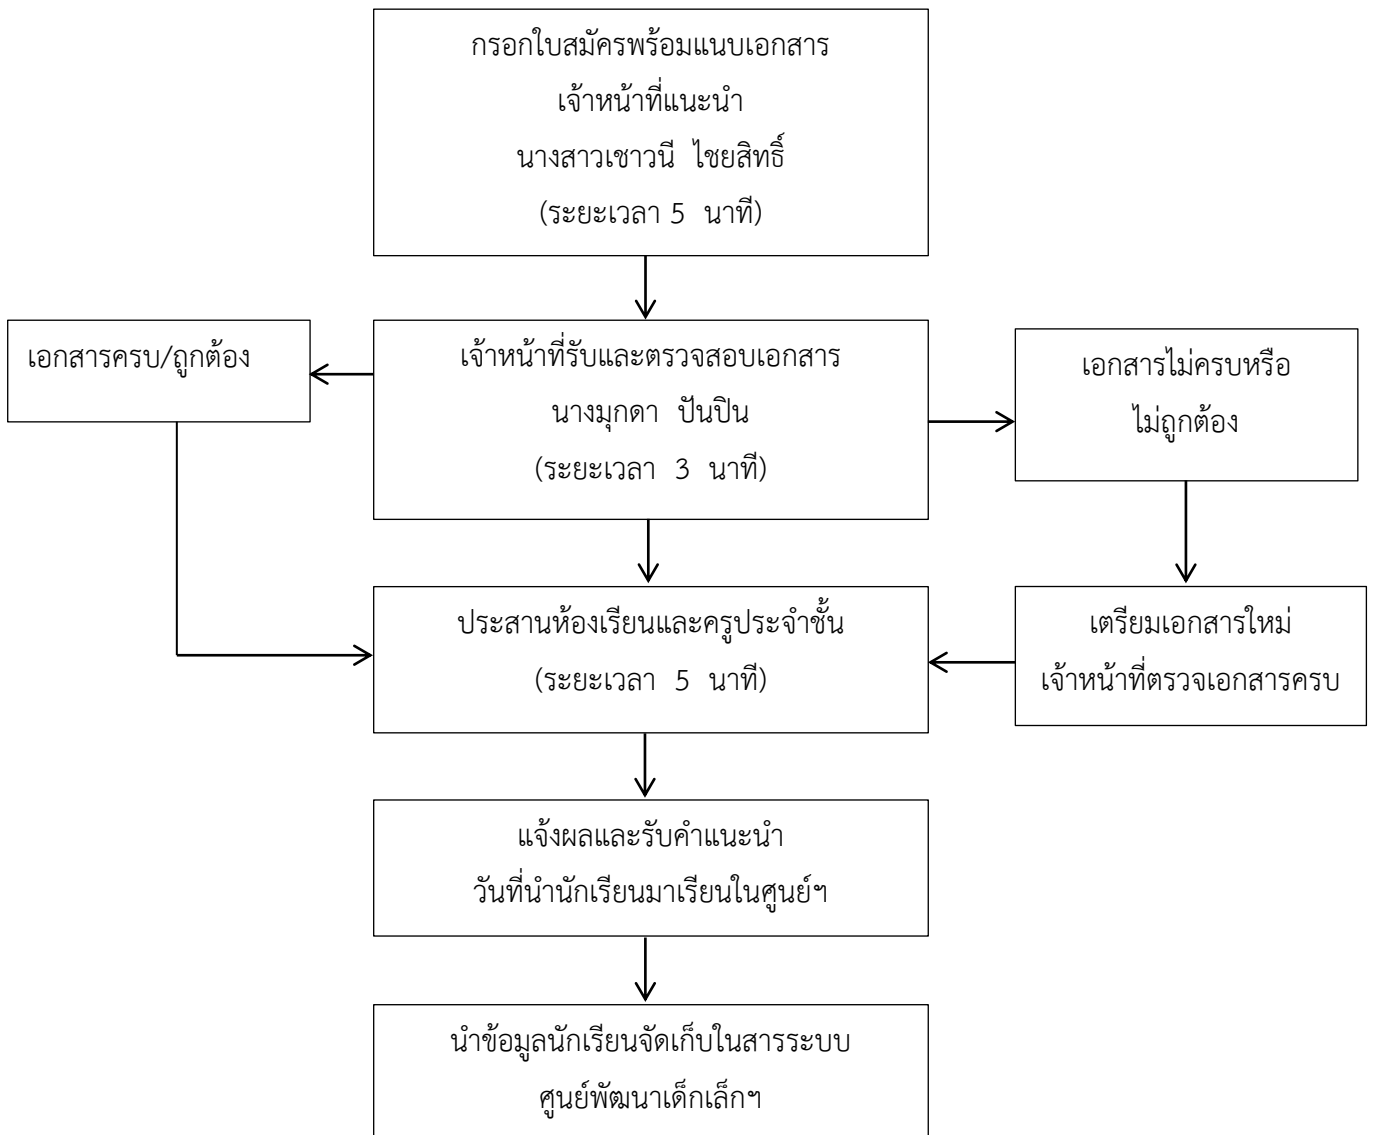 กรอกใบสมัครพร้อมแนบเอกสาร
เจ้าหน้าที่แนะนำ
นางสาวเชาวนี ไชยสิทธิ์
(ระยะเวลา 5 นาที)
เอกสารครบ/ถูกต้อง
เจ้าหน้าที่รับและตรวจสอบเอกสาร
นางมุกดา ปันปิน
(ระยะเวลา 3 นาที)
เอกสารไม่ครบหรือ
ไม่ถูกต้อง
ประสานห้องเรียนและครูประจำชั้น
(ระยะเวลา 5 นาที)
เตรียมเอกสารใหม่
เจ้าหน้าที่ตรวจเอกสารครบ
แจ้งผลและรับคำแนะนำ
วันที่นำนักเรียนมาเรียนในศูนย์ฯ
นำข้อมูลนักเรียนจัดเก็บในสารระบบ
ศูนย์พัฒนาเด็กเล็กฯ